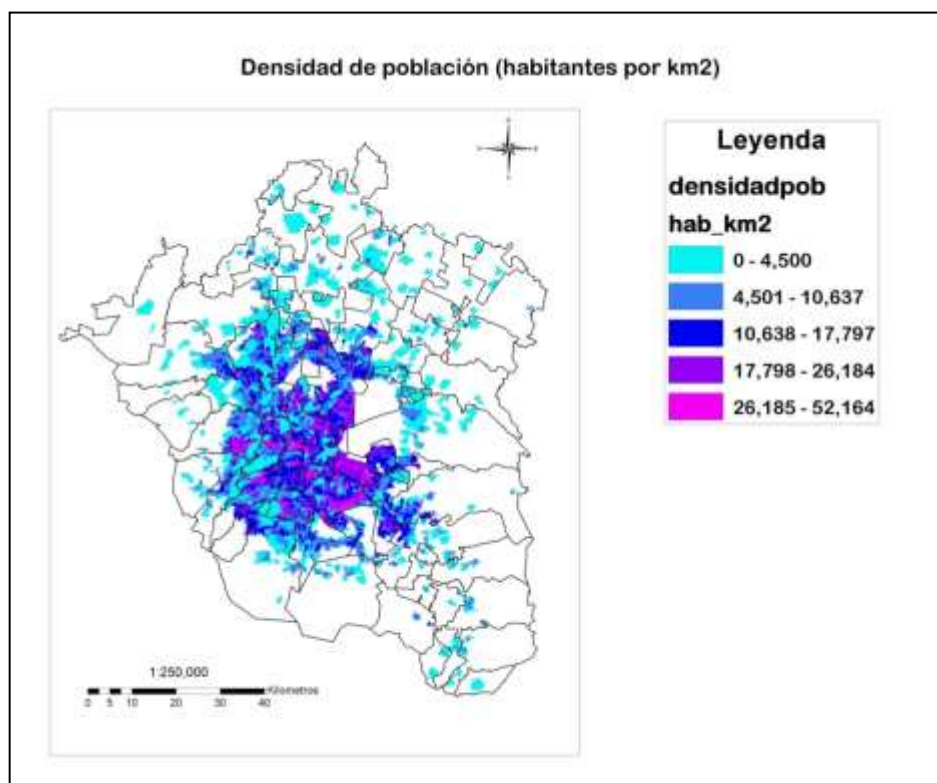 Densidad de población (habitantes por km2)
Leyenda
densidadpob
hab_km2
0 - 4,500
4,501 - 10,637
10,638 - 17,797
17,798 - 26,184
26,185 - 52,164
1:250,000
Kilometros
0 5 10 20 30 40